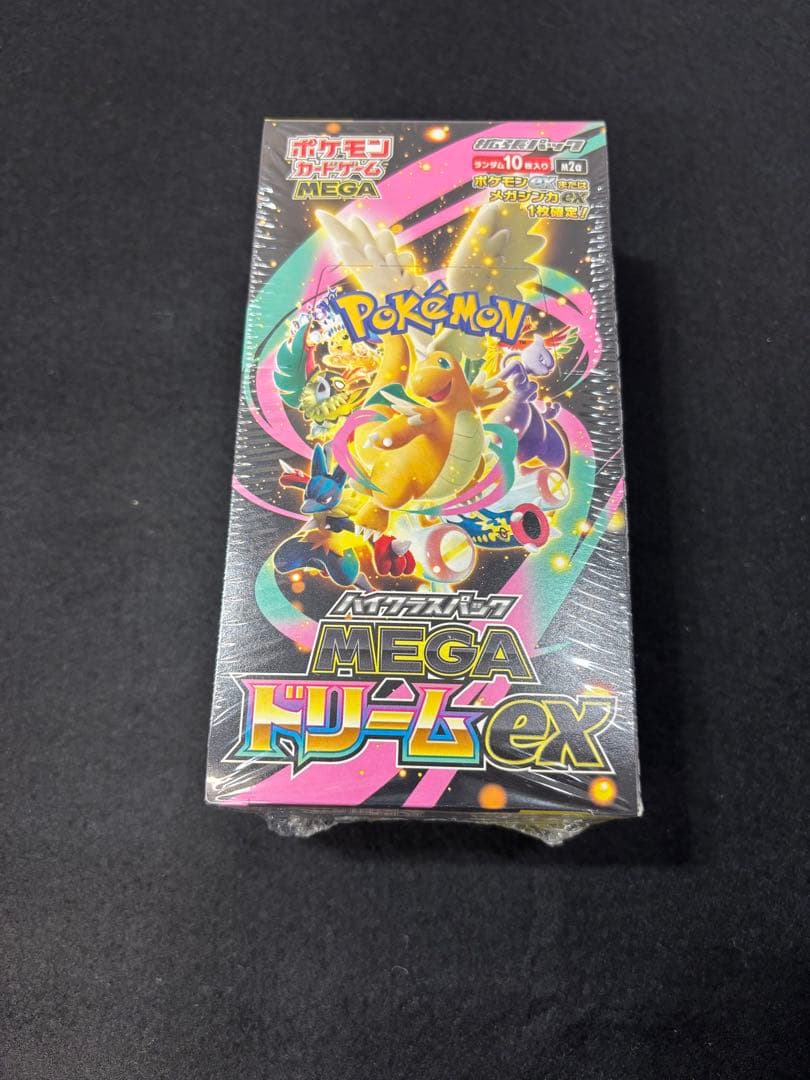 ポケモン
カードゲーム
MEGA
拡張パック
ランダム10枚入り
M2a
ポケモンexまたは
メガシンカex
1枚確定!
POKéMON
ハイクラスパック
MEGA
ドリームex